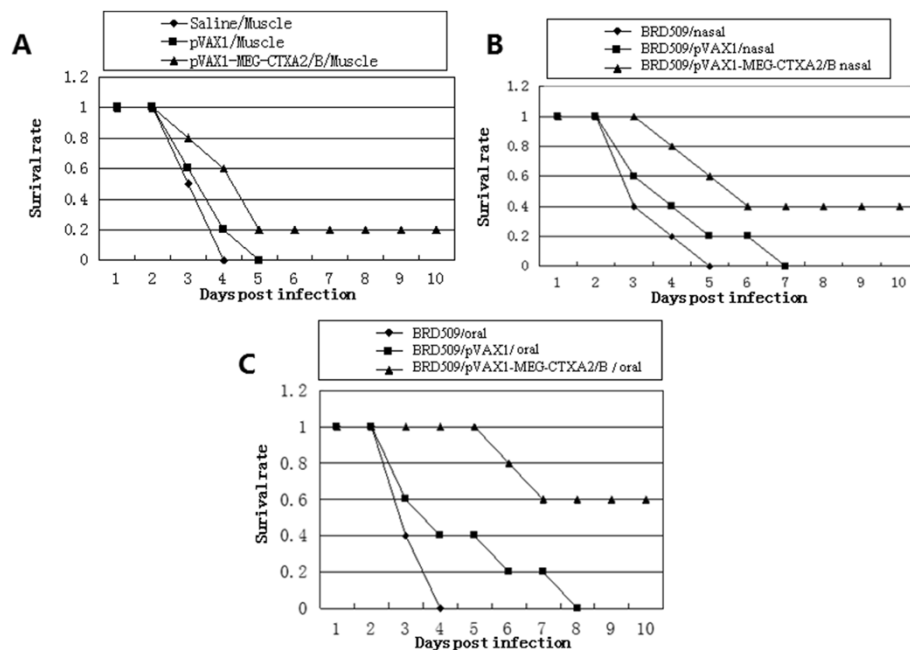 A
Saline/Muscle
pVAX1/Muscle
pVAX1-MEG-CTXA2/B/Muscle
Surival rate
1.2
1
0.8
0.6
0.4
0.2
0
1 2 3 4 5 6 7 8 9 10
Days post infection
B
BRD509/nasal
BRD509/pVAX1/nasal
BRD509/pVAX1-MEG-CTXA2/B nasal
Surival rate
1.2
1
0.8
0.6
0.4
0.2
0
1 2 3 4 5 6 7 8 9 10
Days post infection
C
BRD509/oral
BRD509/pVAX1/ oral
BRD509/pVAX1-MEG-CTXA2/B / oral
Surival rate
1.2
1
0.8
0.6
0.4
0.2
0
1 2 3 4 5 6 7 8 9 10
Days post infection